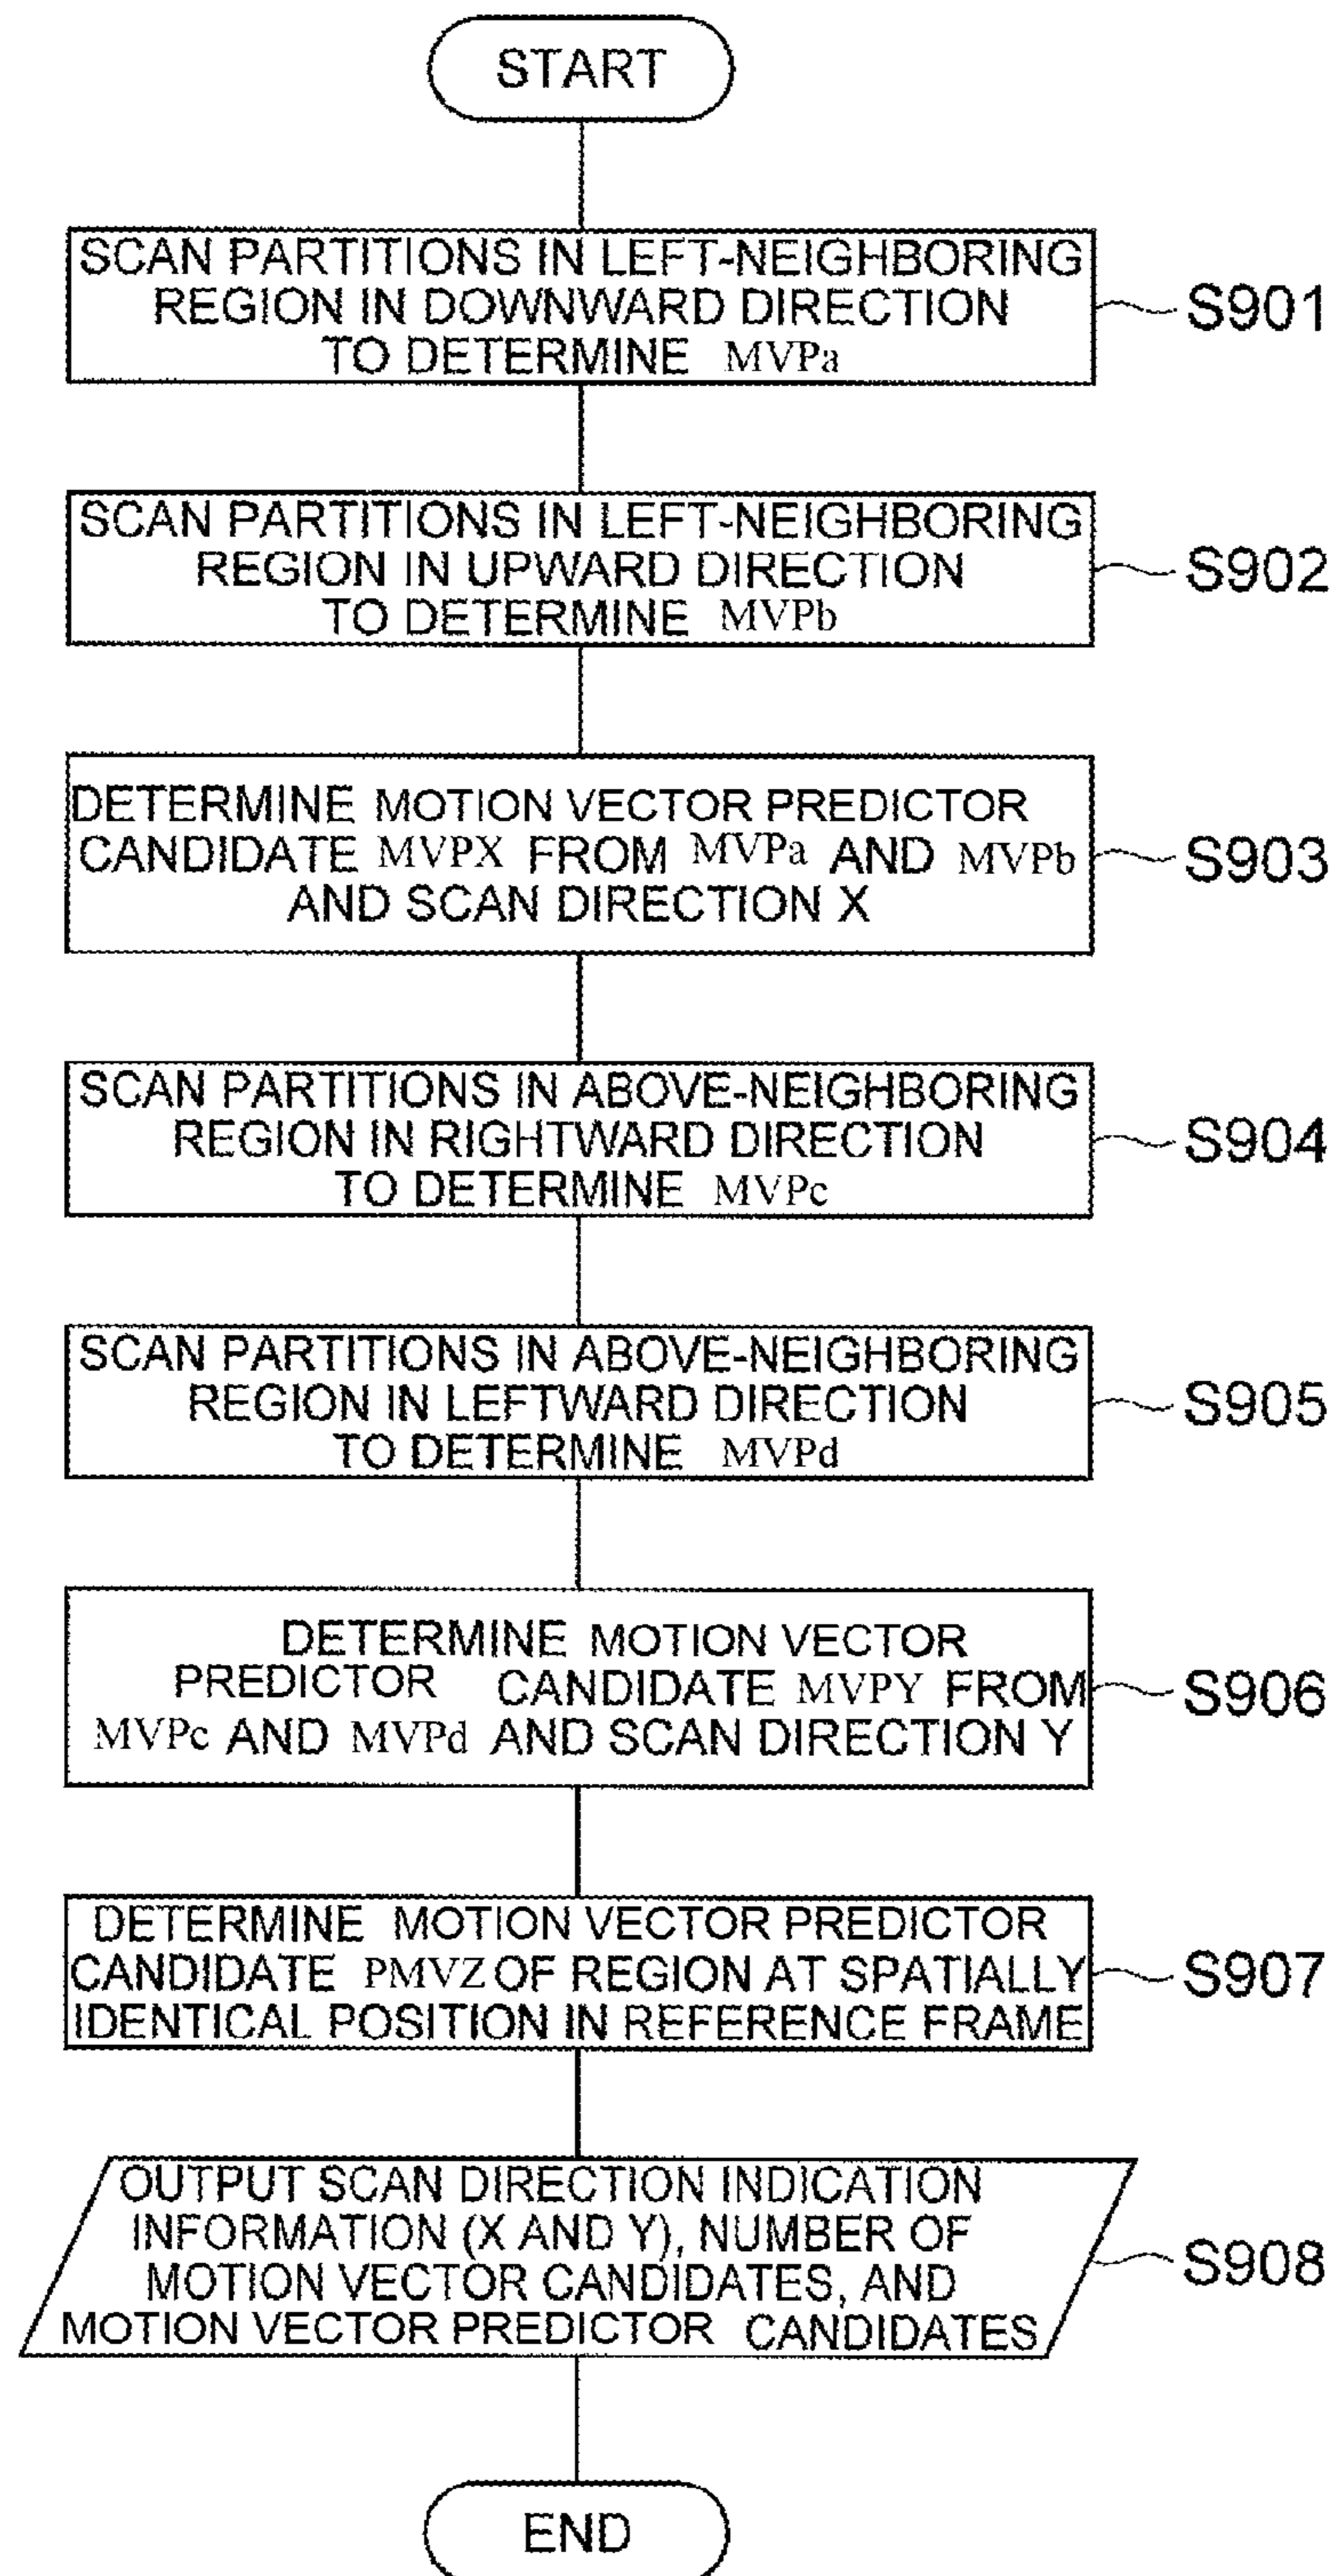 START
SCAN PARTITIONS IN LEFT-NEIGHBORING
REGION IN DOWNWARD DIRECTION
TO DETERMINE MVPa
S901
SCAN PARTITIONS IN LEFT-NEIGHBORING
REGION IN UPWARD DIRECTION
TO DETERMINE MVPb
S902
DETERMINE MOTION VECTOR PREDICTOR
CANDIDATE MVPX FROM MVPa AND MVPb
AND SCAN DIRECTION X
S903
SCAN PARTITIONS IN ABOVE-NEIGHBORING
REGION IN RIGHTWARD DIRECTION
TO DETERMINE MVPc
S904
SCAN PARTITIONS IN ABOVE-NEIGHBORING
REGION IN LEFTWARD DIRECTION
TO DETERMINE MVPd
S905
DETERMINE MOTION VECTOR
PREDICTOR CANDIDATE MVPY FROM
MVPc AND MVPd AND SCAN DIRECTION Y
S906
DETERMINE MOTION VECTOR PREDICTOR
CANDIDATE PMVZ OF REGION AT SPATIALLY
IDENTICAL POSITION IN REFERENCE FRAME
S907
OUTPUT SCAN DIRECTION INDICATION
INFORMATION (X AND Y), NUMBER OF
MOTION VECTOR CANDIDATES, AND
MOTION VECTOR PREDICTOR CANDIDATES
S908
END